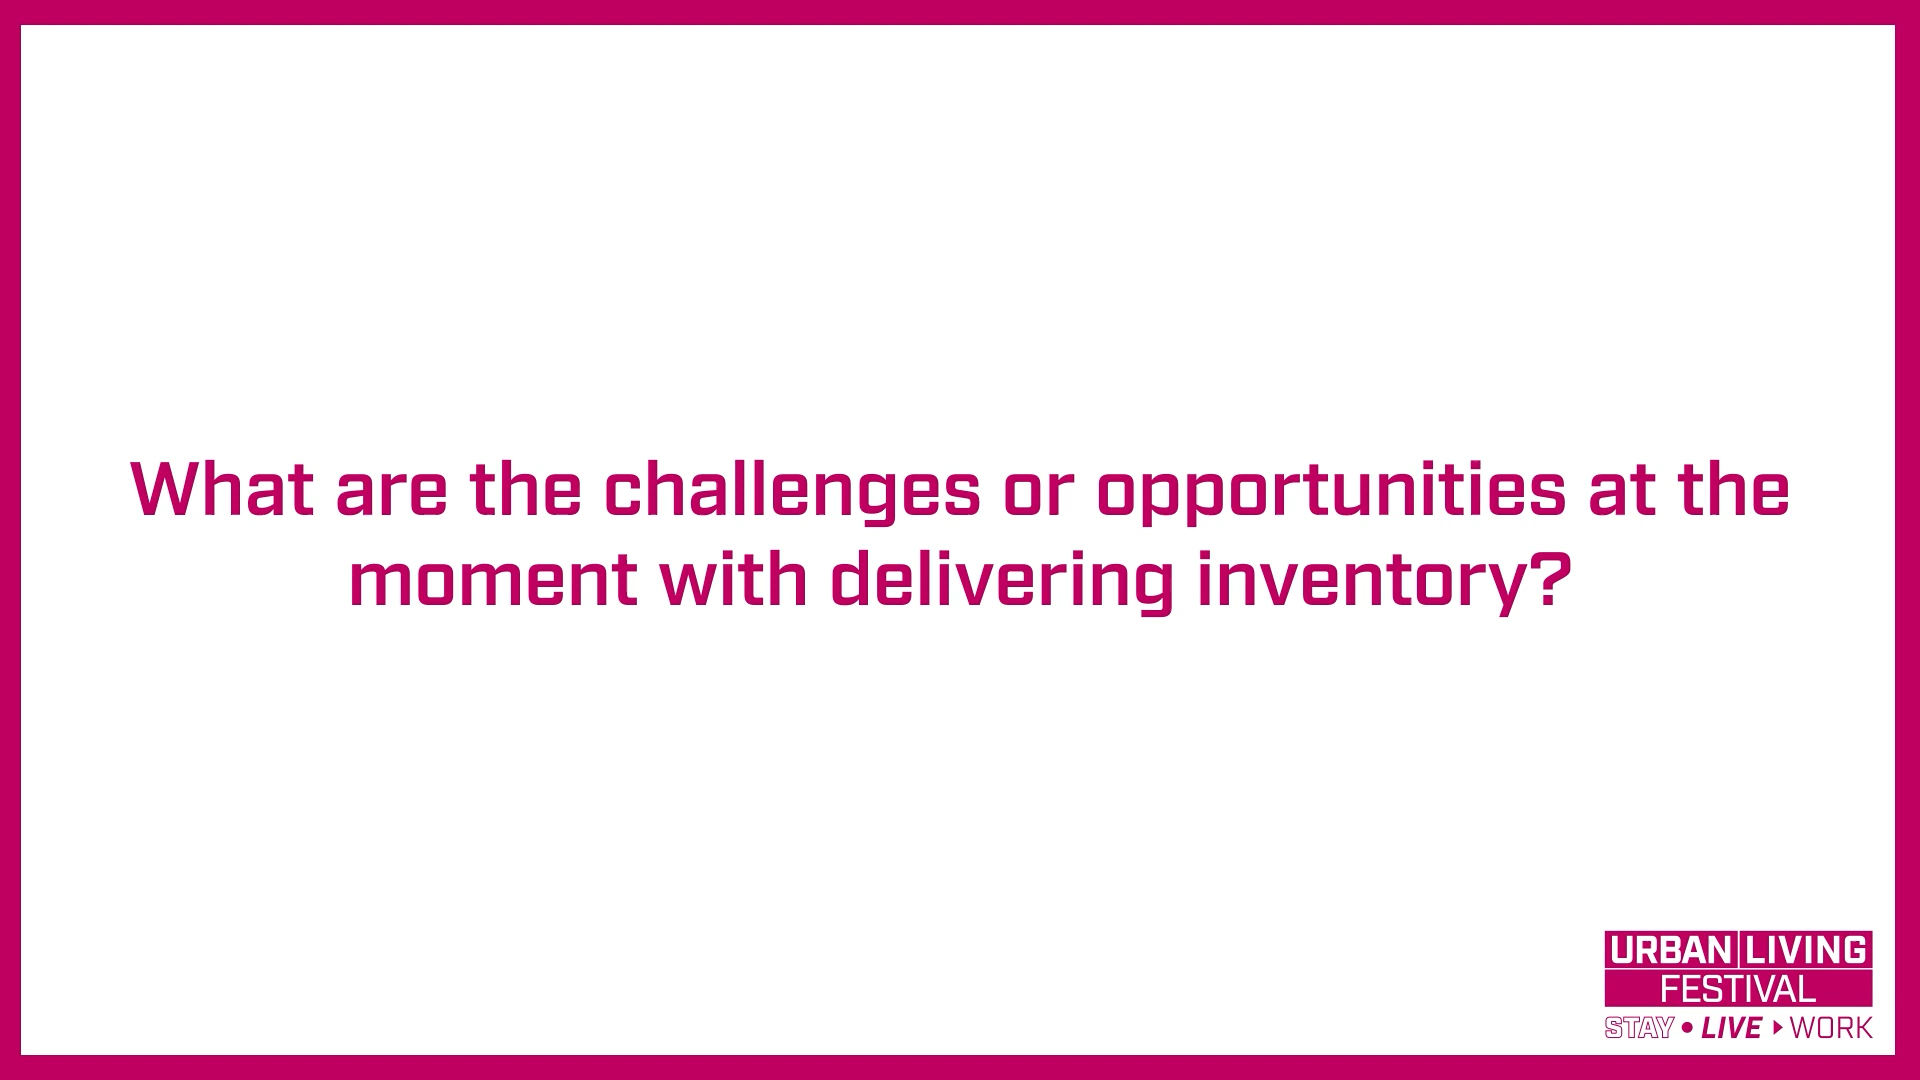 What are the challenges or opportunities at the
moment with delivering inventory?
URBAN LIVING
FESTIVAL
STAY • LIVE ▸ WORK